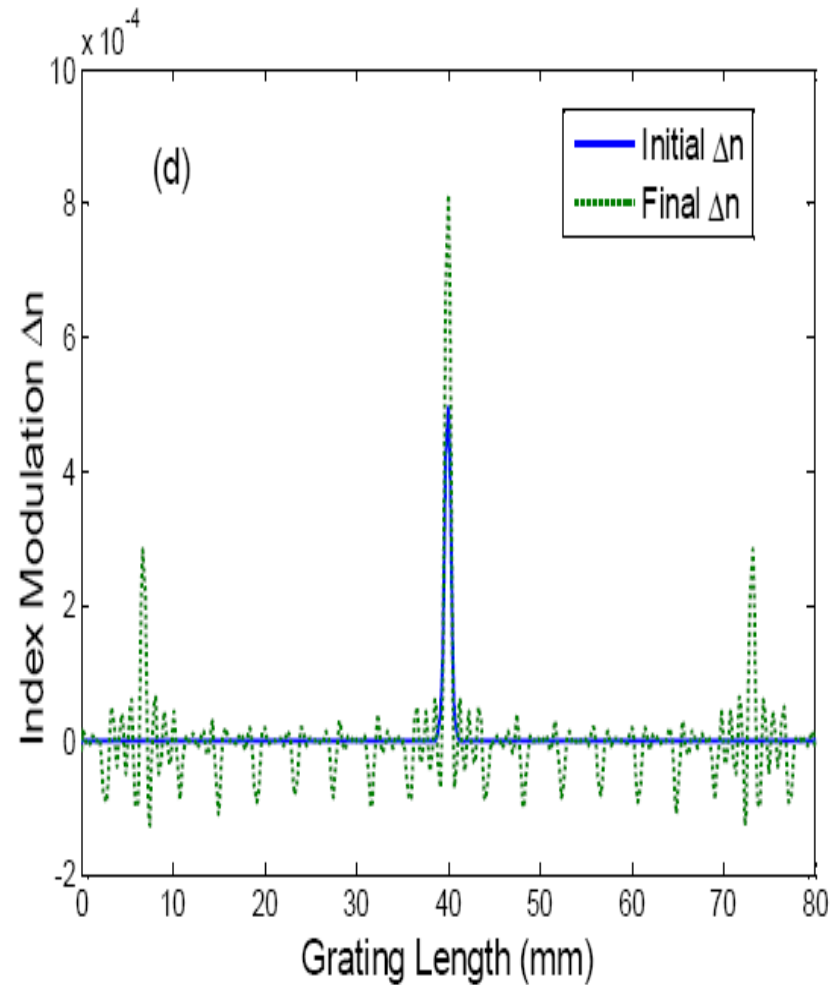 x 10⁻⁴
10
8
6
4
2
0
-2
(d)
Initial Δn
Final Δn
Index Modulation Δn
0 10 20 30 40 50 60 70 80
Grating Length (mm)